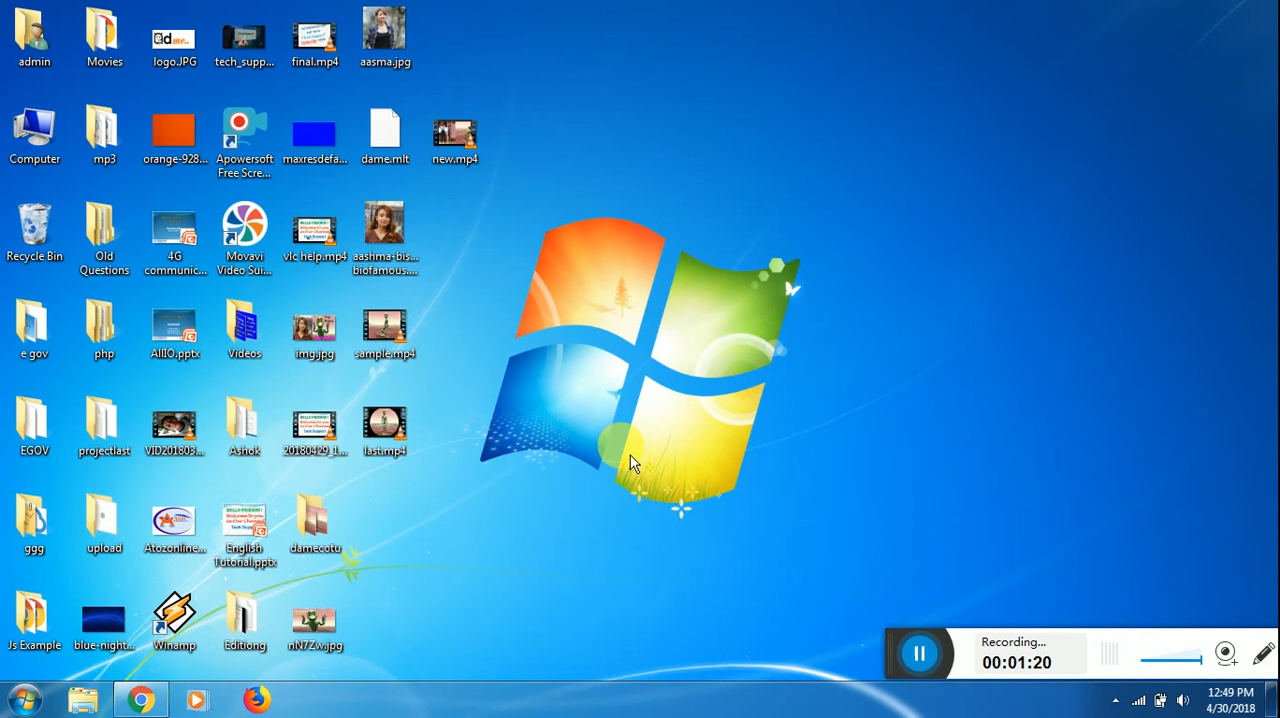 admin
Movies
logo.JPG
tech_supp...
final.mp4
aasma.jpg
Computer
mp3
orange-928...
Apowersoft
Free Scre...
maxresdefa...
dame.mlt
new.mp4
Recycle Bin
Old
Questions
4G
communic...
Movavi
Video Sui...
vlc help.mp4
aashma-bis...
biofamous....
e gov
php
AIIIO.pptx
Videos
img.jpg
sample.mp4
EGOV
projectlast
VID201803...
Ashok
20180429_1...
last.mp4
ggg
upload
Atozonline...
English
Tutorial.pptx
damecotu
Js Example
blue-night...
Winamp
Editiong
nN7Zw.jpg
Recording...
00:01:20
12:49 PM
4/30/2018